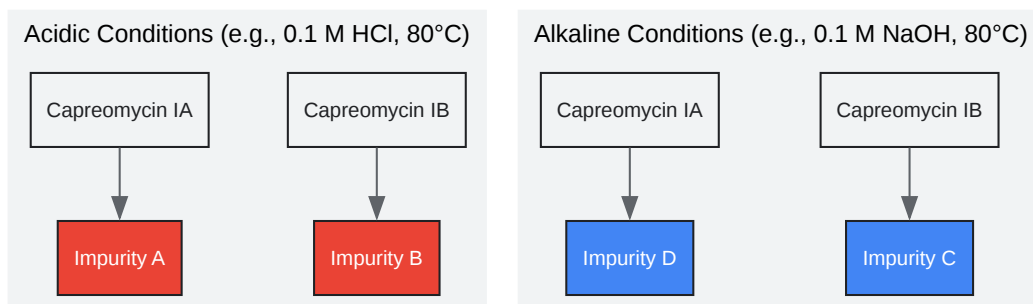 Acidic Conditions (e.g., 0.1 M HCl, 80°C)
Capreomycin IA
Capreomycin IB
Impurity A
Impurity B
Alkaline Conditions (e.g., 0.1 M NaOH, 80°C)
Capreomycin IA
Capreomycin IB
Impurity D
Impurity C